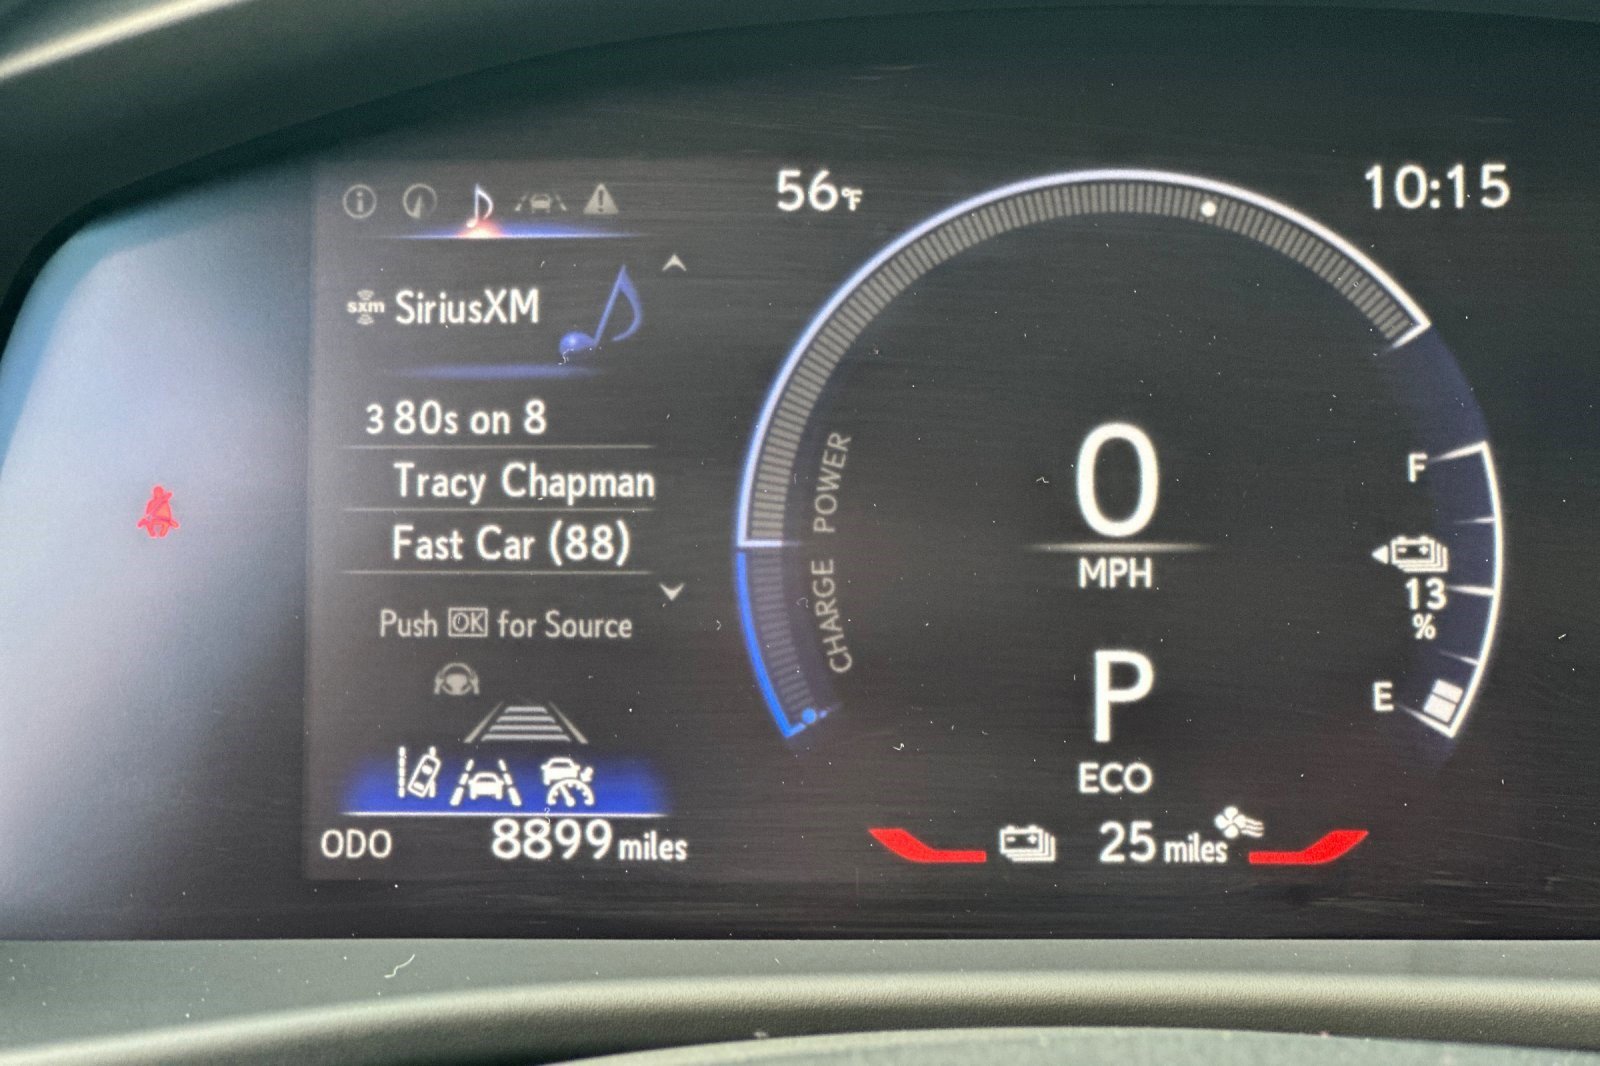 56°F
10:15
sxm SiriusXM
3 80s on 8
Tracy Chapman
Fast Car (88)
Push OK for Source
ODO 8899 miles
CHARGE POWER
0
MPH
P
ECO
25 miles
F
13
%
E